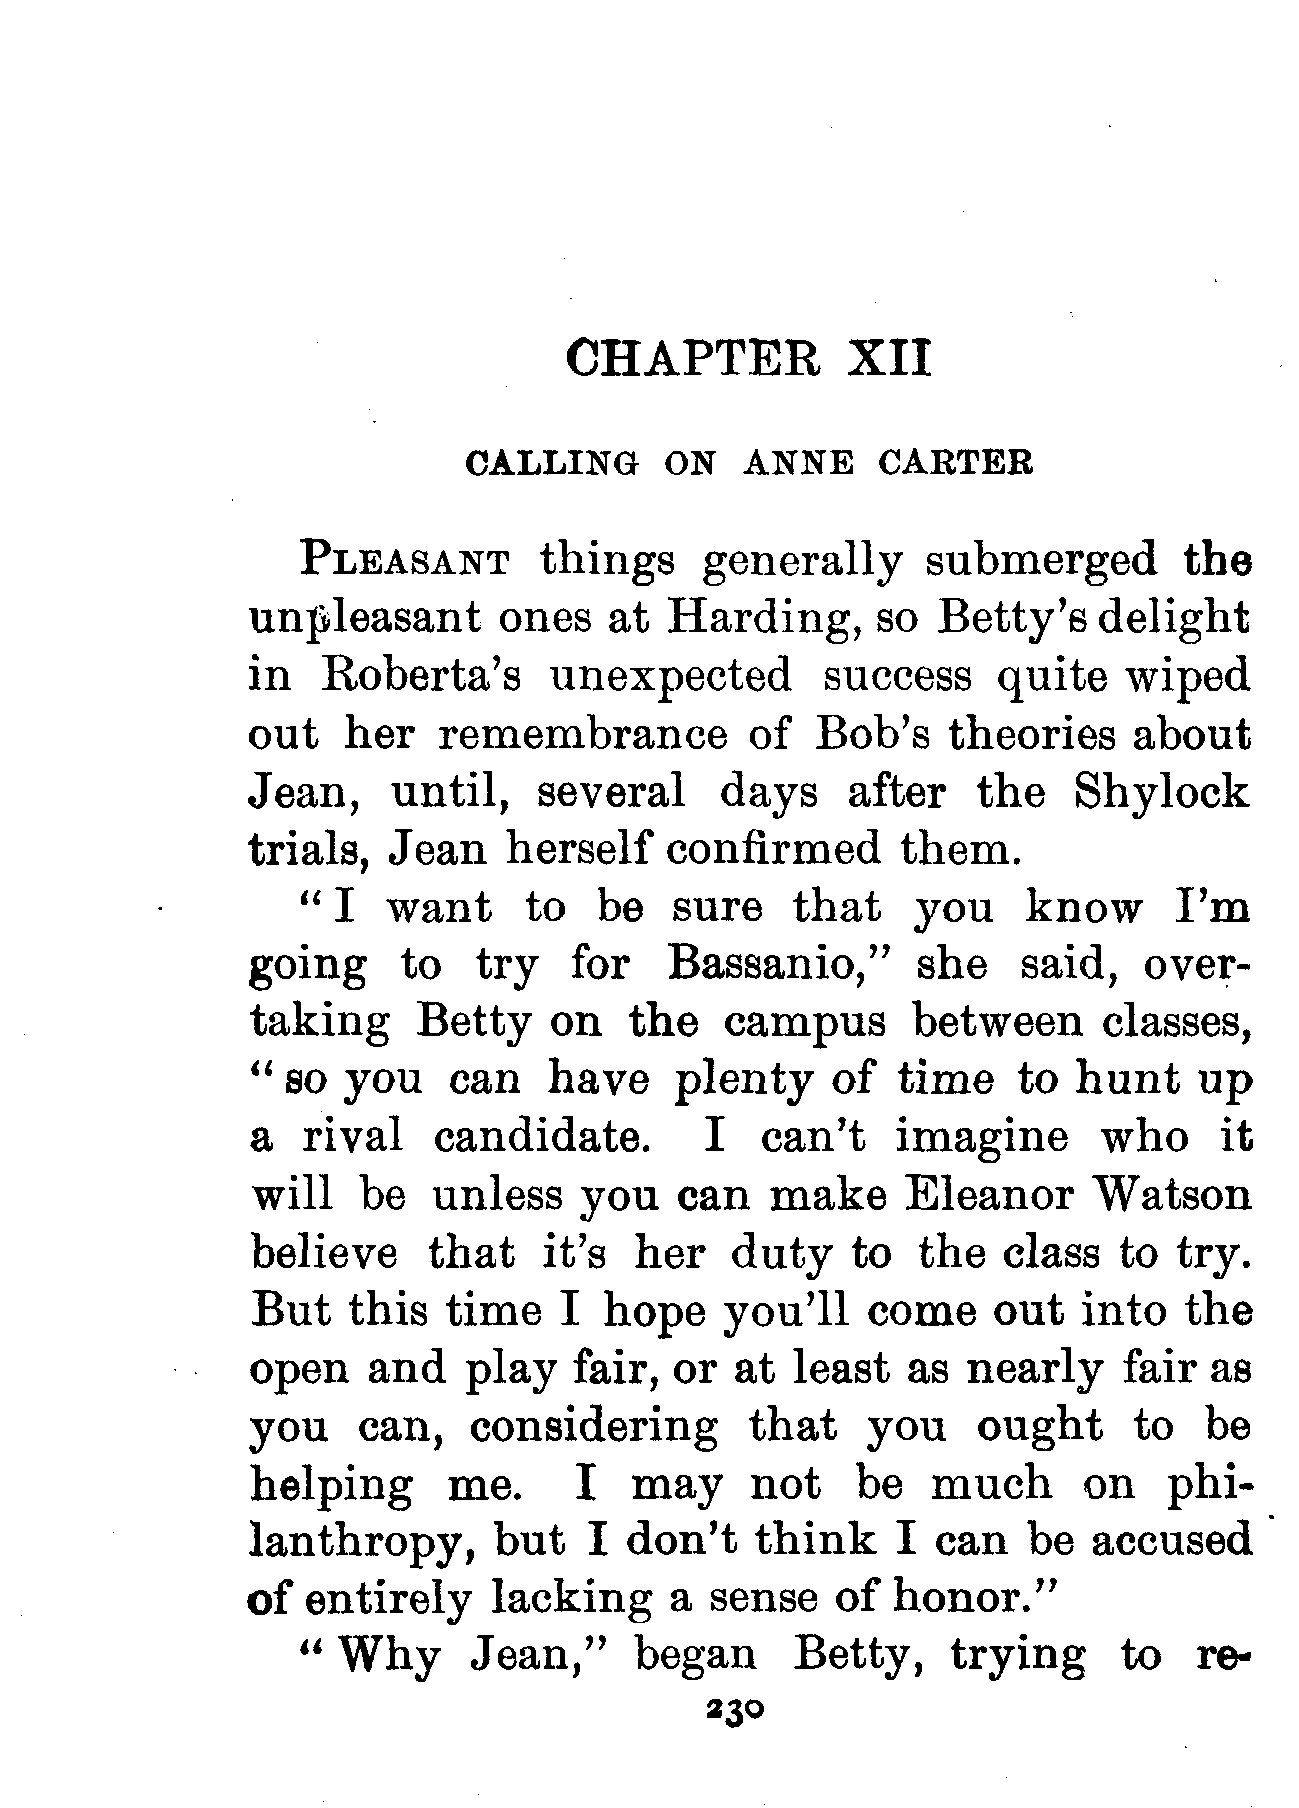 CHAPTER XII
CALLING ON ANNE CARTER
PLEASANT things generally submerged the
unpleasant ones at Harding, so Betty's delight
in Roberta's unexpected success quite wiped
out her remembrance of Bob's theories about
Jean, until, several days after the Shylock
trials, Jean herself confirmed them.
"I want to be sure that you know I'm
going to try for Bassanio," she said, over-
taking Betty on the campus between classes,
"so you can have plenty of time to hunt up
a rival candidate. I can't imagine who it
will be unless you can make Eleanor Watson
believe that it's her duty to the class to try.
But this time I hope you'll come out into the
open and play fair, or at least as nearly fair as
you can, considering that you ought to be
helping me. I may not be much on phi-
lanthropy, but I don't think I can be accused
of entirely lacking a sense of honor."
"Why Jean," began Betty, trying to re-
230